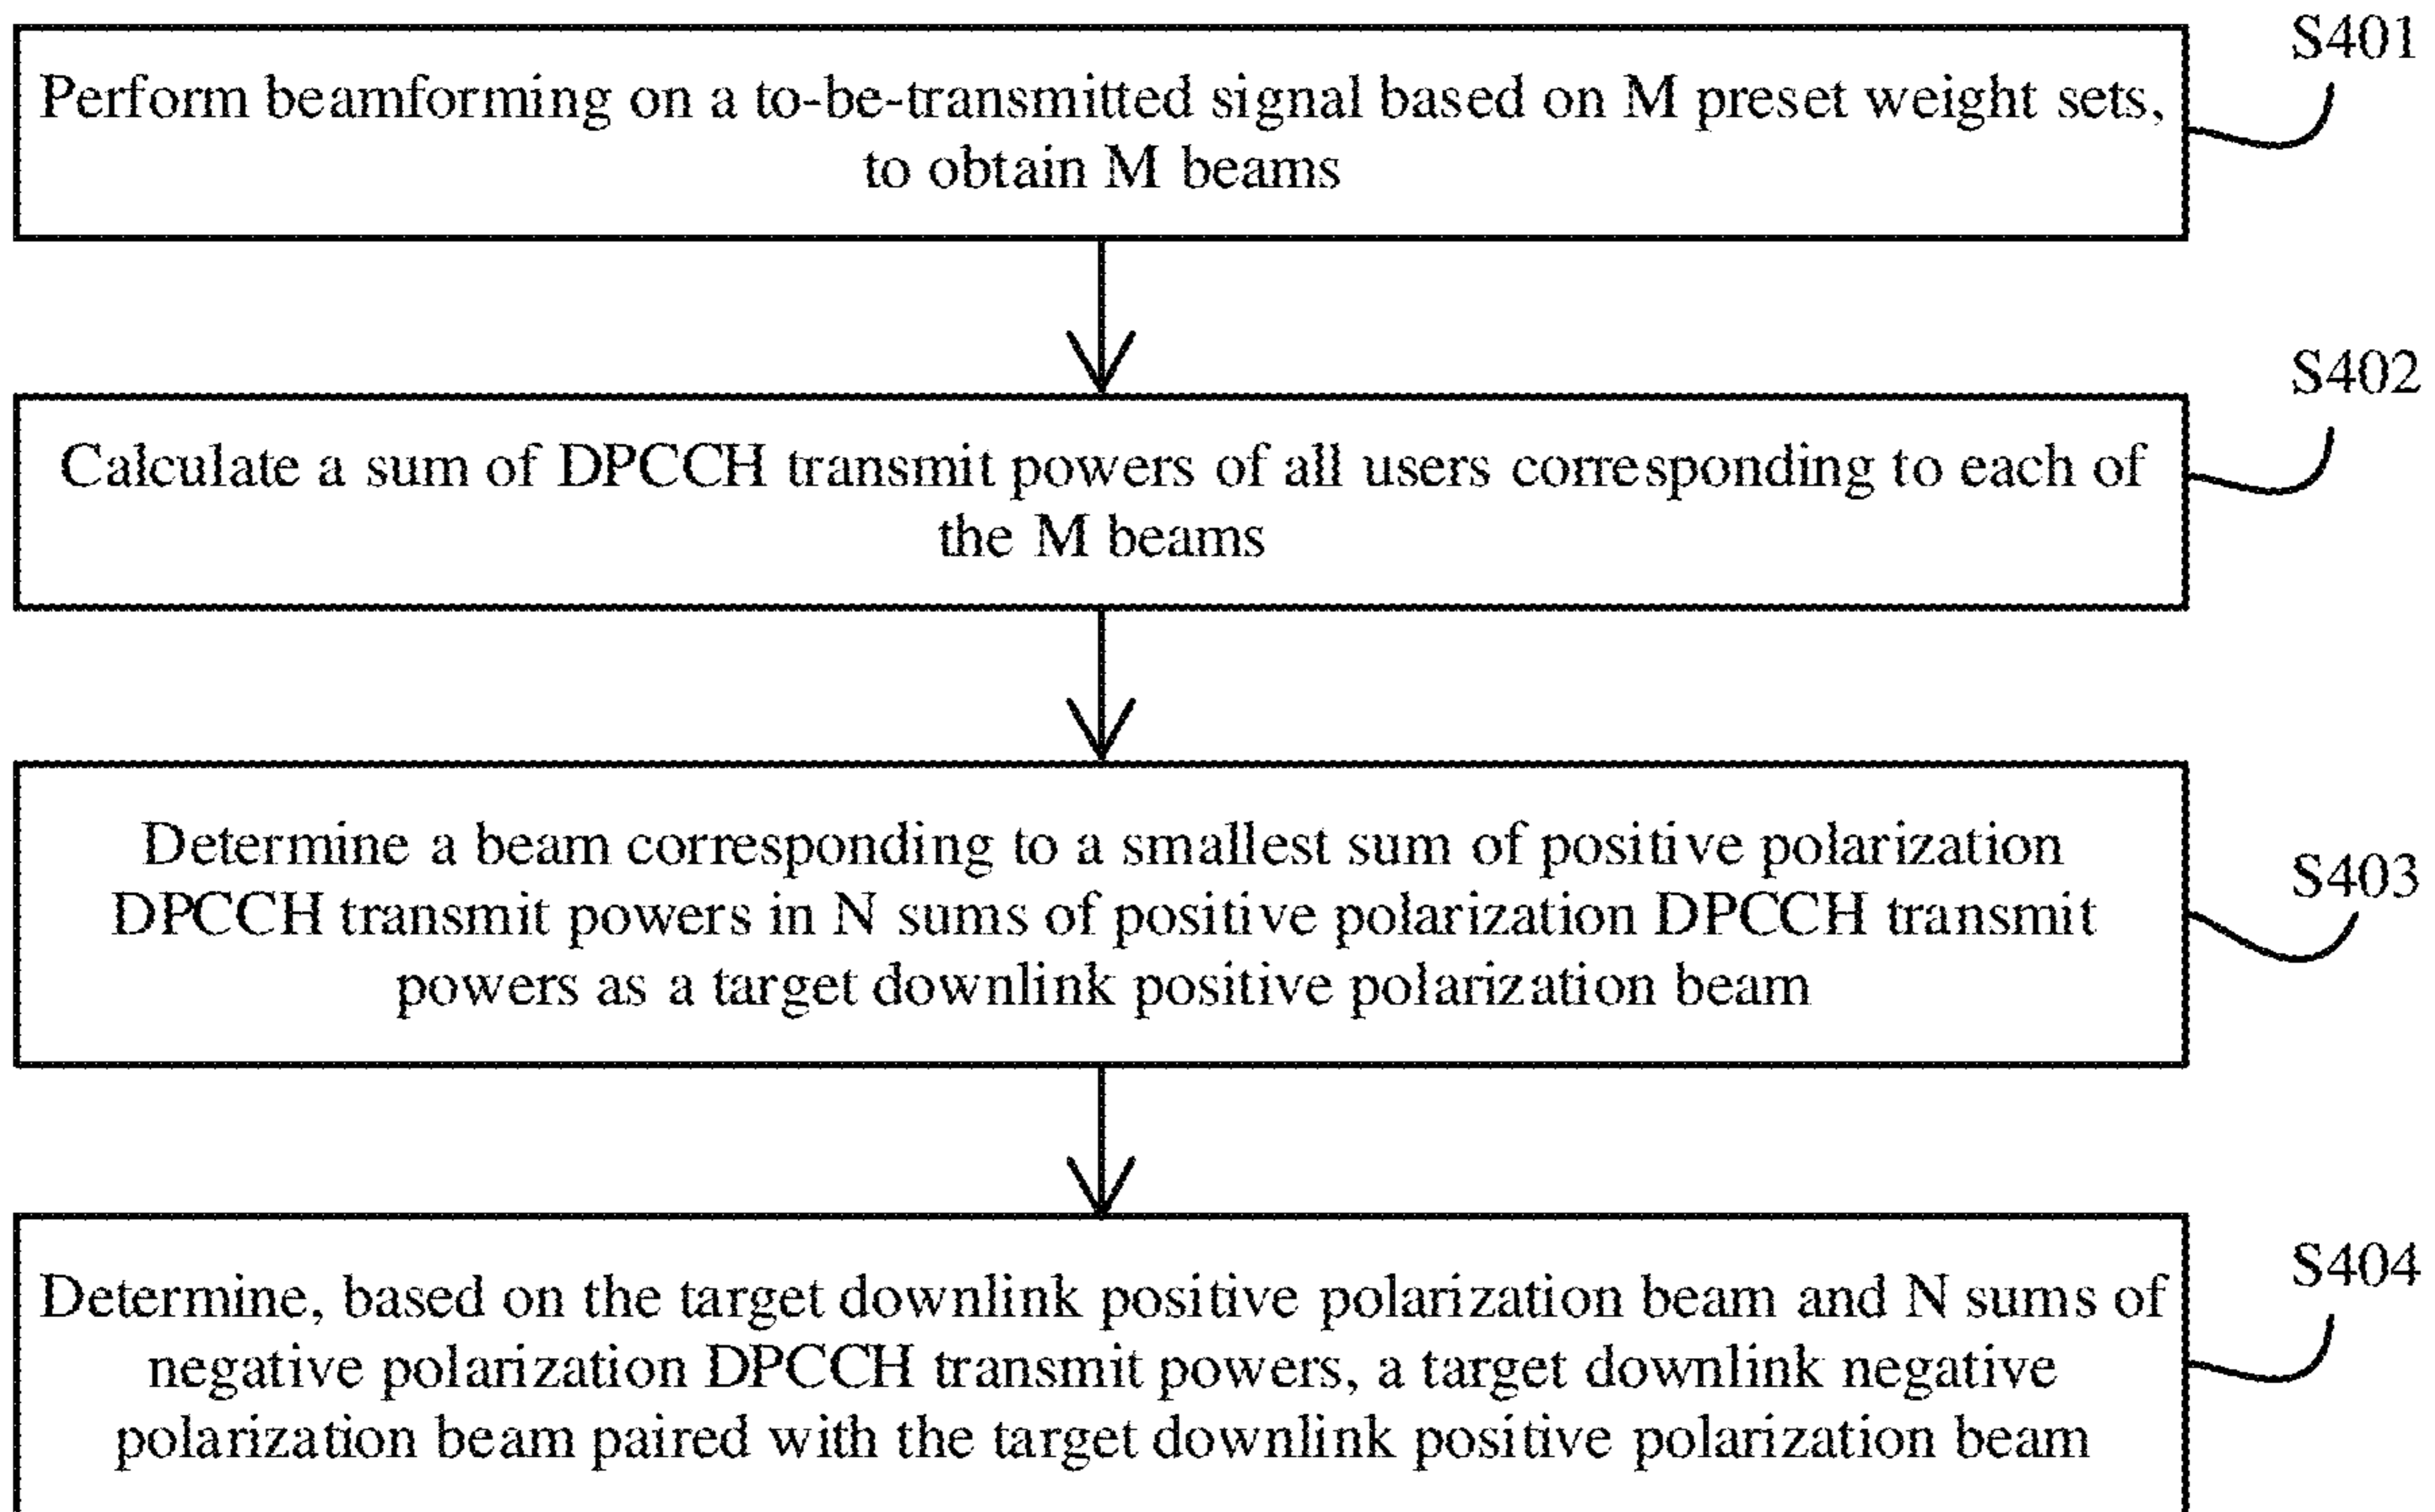 S401
Perform beamforming on a to-be-transmitted signal based on M preset weight sets,
to obtain M beams
S402
Calculate a sum of DPCCH transmit powers of all users corresponding to each of
the M beams
Determine a beam corresponding to a smallest sum of positive polarization
S403
DPCCH transmit powers in N sums of positive polarization DPCCH transmit
powers as a target downlink positive polarization beam
S404
Determine, based on the target downlink positive polarization beam and N sums of
negative polarization DPCCH transmit powers, a target downlink negative
polarization beam paired with the target downlink positive polarization beam